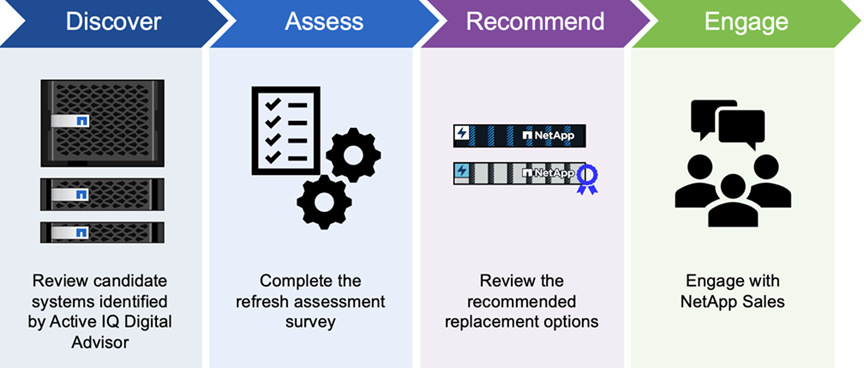 Discover
Assess
Recommend
Engage
NetApp
NetApp
Review candidate
systems identified
by Active IQ Digital
Advisor
Complete the
refresh assessment
survey
Review the
recommended
replacement options
Engage with
NetApp Sales